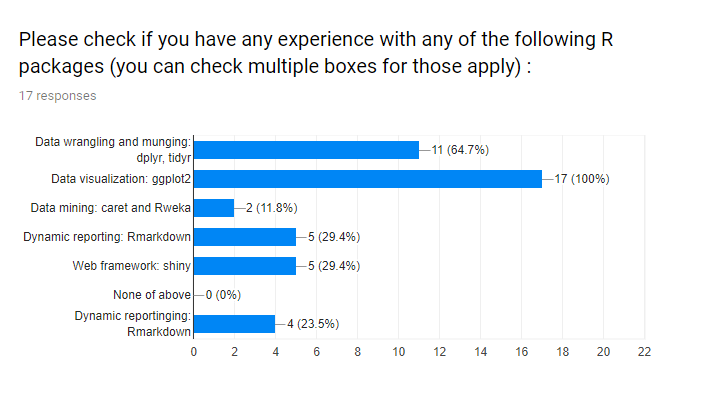 Please check if you have any experience with any of the following R
packages (you can check multiple boxes for those apply) :
17 responses
Data wrangling and munging:
dplyr, tidyr
11 (64.7%)
Data visualization: ggplot2
17 (100%)
Data mining: caret and Rweka
2 (11.8%)
Dynamic reporting: Rmarkdown
5 (29.4%)
Web framework: shiny
5 (29.4%)
None of above
0 (0%)
Dynamic reportinging:
Rmarkdown
4 (23.5%)
0 2 4 6 8 10 12 14 16 18 20 22